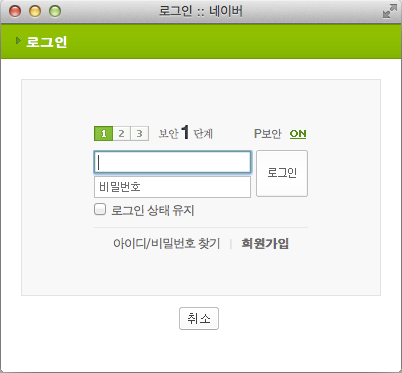 로그인 :: 네이버
로그인
1 2 3 보안 1 단계 IP보안 ON
비밀번호
로그인
로그인 상태 유지
아이디/비밀번호 찾기 | 회원가입
취소